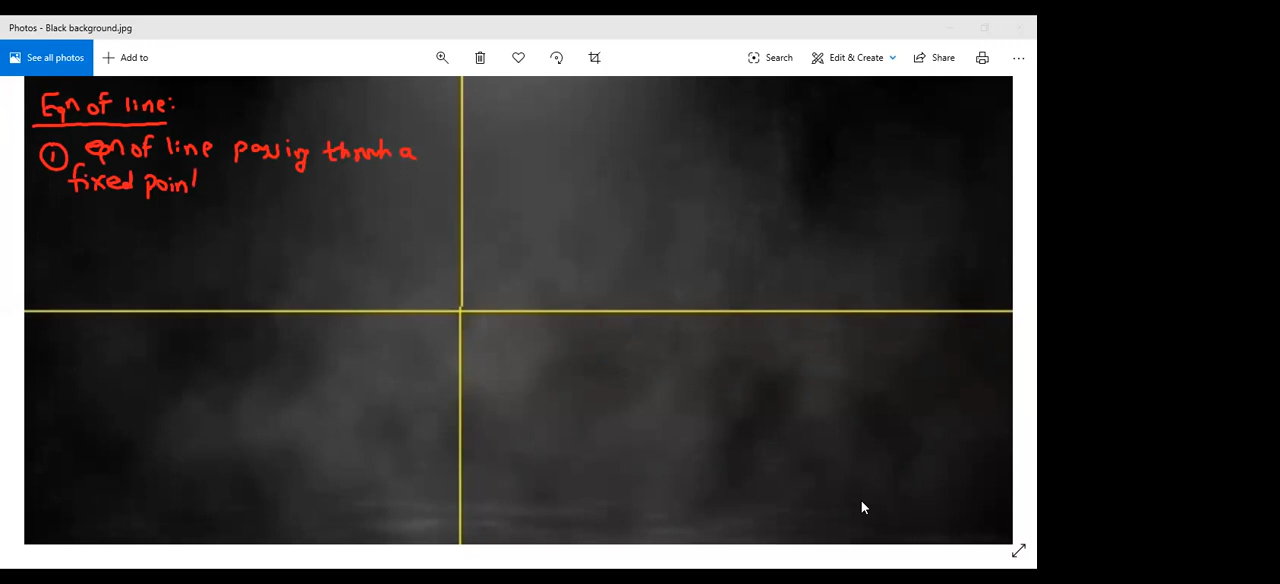 Photos - Black background.jpg
See all photos
Add to
Search
Edit & Create
Share
Eqn of line:
① eqn of line passing through a
fixed point